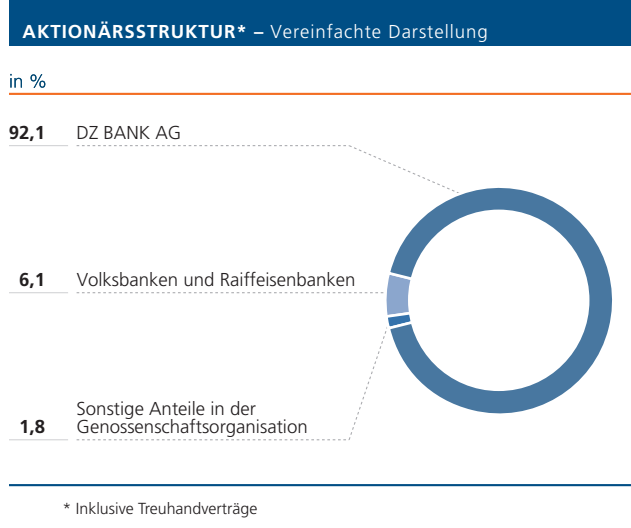 AKTIONÄRSSTRUKTUR* – Vereinfachte Darstellung
in %
92,1 DZ BANK AG
6,1 Volksbanken und Raiffeisenbanken
Sonstige Anteile in der
1,8 Genossenschaftsorganisation
* Inklusive Treuhandverträge